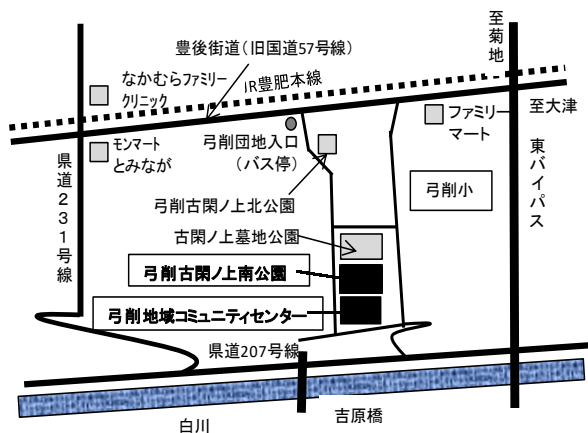 至菊地
豊後街道(旧国道57号線)
なかむらファミリー
クリニック
JR豊肥本線
至大津
ファミリー
マート
モンマート
とみなが
弓削団地入口
(バス停)
県道231号線
東バイパス
弓削小
弓削古閑ノ上北公園
古閑ノ上墓地公園
弓削古閑ノ上南公園
弓削地域コミュニティセンター
県道207号線
白川
吉原橋